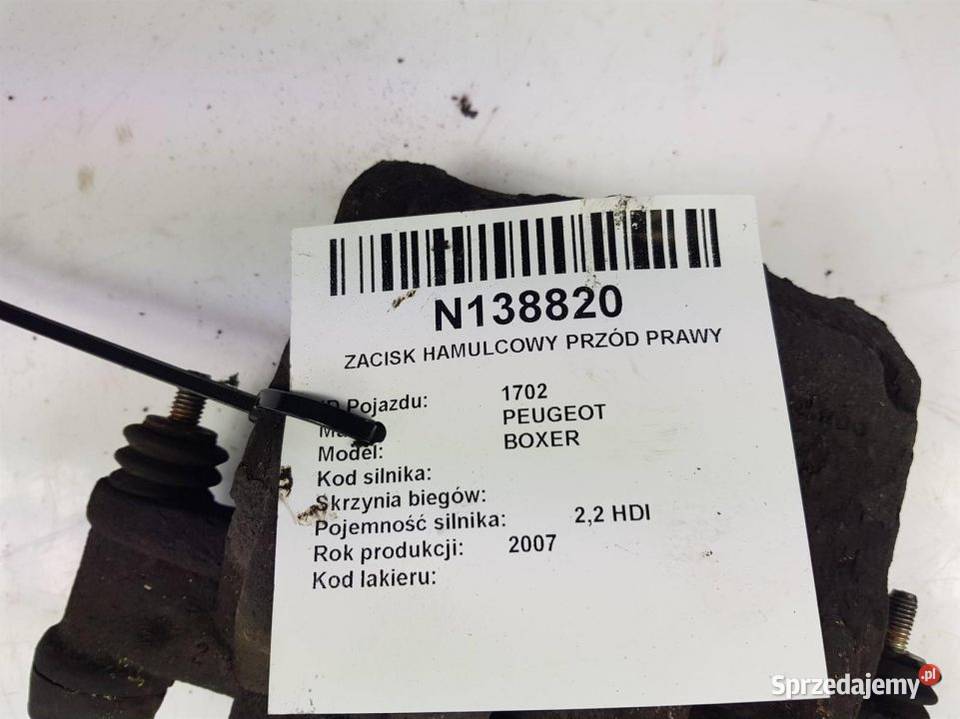 N138820
ZACISK HAMULCOWY PRZÓD PRAWY
Pojazdu: 1702
PEUGEOT
Model: BOXER
Kod silnika:
Skrzynia biegów:
Pojemność silnika: 2,2 HDI
Rok produkcji: 2007
Kod lakieru:
Sprzedajemy.pl